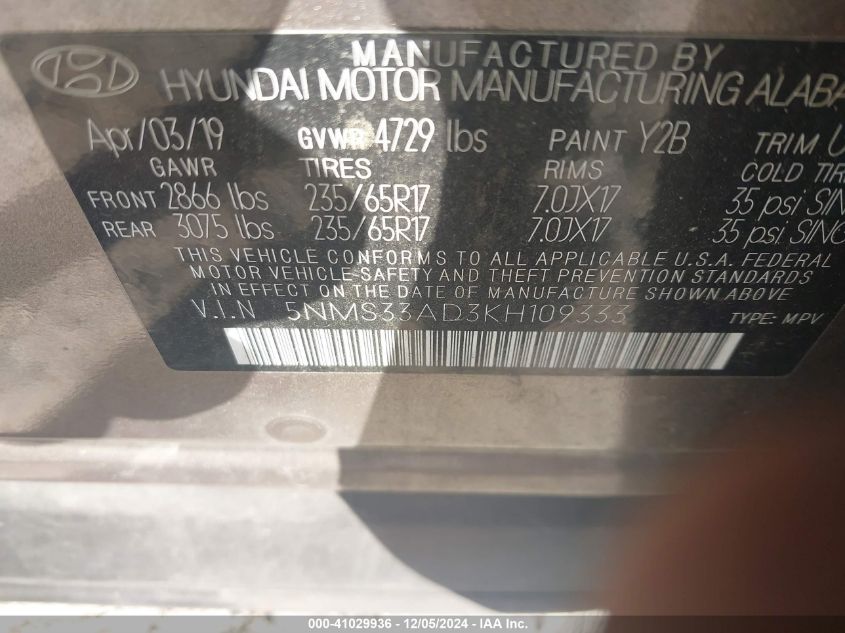 MANUFACTURED BY
HYUNDAI MOTOR MANUFACTURING ALABA
Apr/03/19 GVWR 4729 lbs PAINT Y2B TRIM U
GAWR TIRES RIMS COLD TIR
FRONT 2866 lbs 235/65R17 7.0JX17 35 psi SIN
REAR 3075 lbs 235/65R17 7.0JX17 35 psi SING
THIS VEHICLE CONFORMS TO ALL APPLICABLE U.S.A. FEDERAL
MOTOR VEHICLE-SAFETY AND THEFT PREVENTION STANDARDS
IN EFFECT ON THE DATE OF MANUFACTURE SHOWN ABOVE
V.I.N 5NMS33AD3KH109333 TYPE: MPV
000-41029936 - 12/05/2024 - IAA Inc.